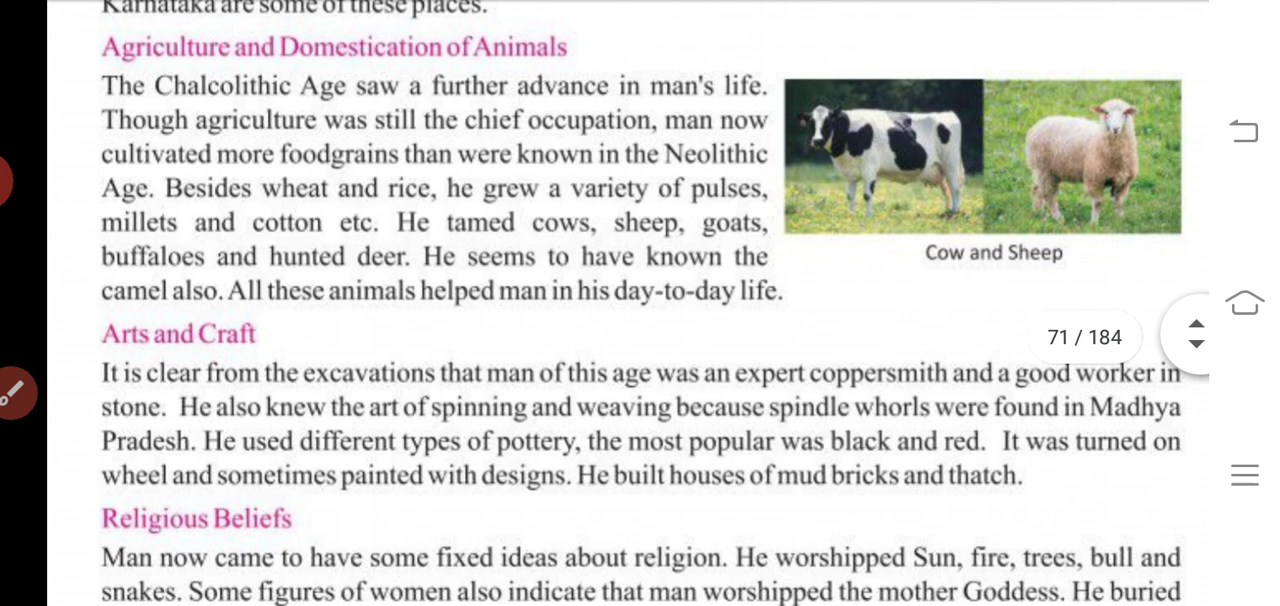 Karnataka are some of these places.
Agriculture and Domestication of Animals
The Chalcolithic Age saw a further advance in man's life.
Though agriculture was still the chief occupation, man now
cultivated more foodgrains than were known in the Neolithic
Age. Besides wheat and rice, he grew a variety of pulses,
millets and cotton etc. He tamed cows, sheep, goats,
buffaloes and hunted deer. He seems to have known the
camel also. All these animals helped man in his day-to-day life.
Cow and Sheep
Arts and Craft
71 / 184
It is clear from the excavations that man of this age was an expert coppersmith and a good worker in
stone. He also knew the art of spinning and weaving because spindle whorls were found in Madhya
Pradesh. He used different types of pottery, the most popular was black and red. It was turned on
wheel and sometimes painted with designs. He built houses of mud bricks and thatch.
Religious Beliefs
Man now came to have some fixed ideas about religion. He worshipped Sun, fire, trees, bull and
snakes. Some figures of women also indicate that man worshipped the mother Goddess. He buried